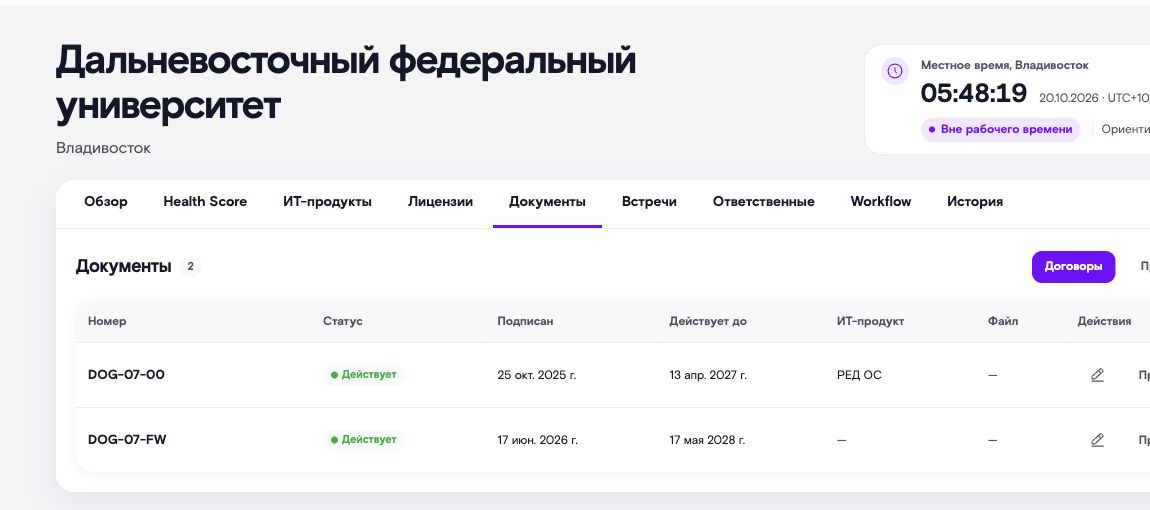 Дальневосточный федеральный
университет
Владивосток
Местное время, Владивосток
05:48:19 20.10.2026 · UTC+10
Вне рабочего времени
Обзор Health Score ИТ-продукты Лицензии Документы Встречи Ответственные Workflow История
Документы 2
Договоры
Номер Статус Подписан Действует до ИТ-продукт Файл Действия
DOG-07-00 Действует 25 окт. 2025 г. 13 апр. 2027 г. РЕД ОС —
DOG-07-FW Действует 17 июн. 2026 г. 17 мая 2028 г. — —